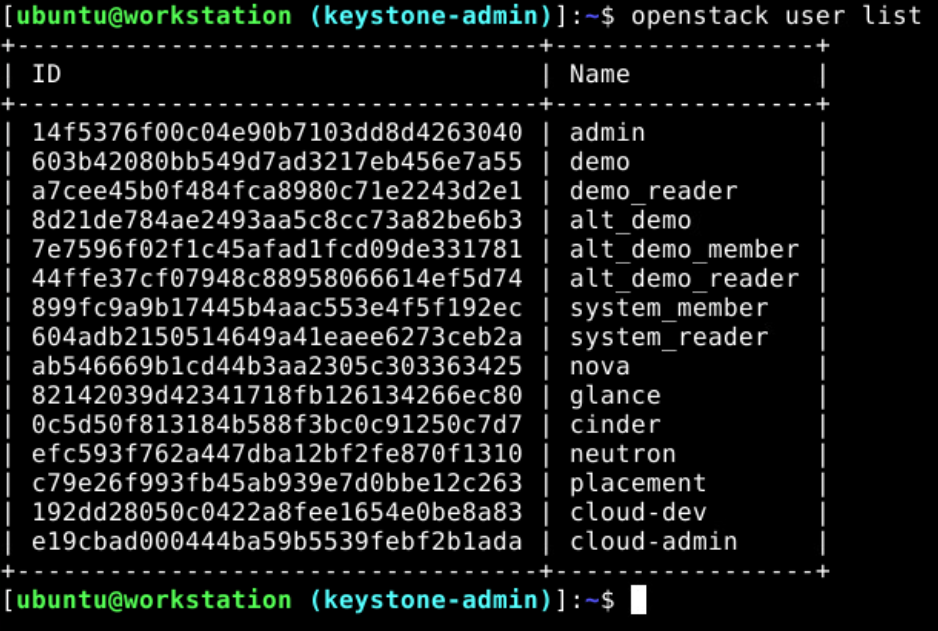 [ubuntu@workstation (keystone-admin)]:~$ openstack user list
+----------------------------------+-----------------+
| ID                               | Name            |
+----------------------------------+-----------------+
| 14f5376f00c04e90b7103dd8d4263040 | admin           |
| 603b42080bb549d7ad3217eb456e7a55 | demo            |
| a7cee45b0f484fca8980c71e2243d2e1 | demo_reader     |
| 8d21de784ae2493aa5c8cc73a82be6b3 | alt_demo        |
| 7e7596f02f1c45afad1fcd09de331781 | alt_demo_member |
| 44ffe37cf07948c88958066614ef5d74 | alt_demo_reader |
| 899fc9a9b17445b4aac553e4f5f192ec | system_member   |
| 604adb2150514649a41eaee6273ceb2a | system_reader   |
| ab546669b1cd44b3aa2305c303363425 | nova            |
| 82142039d42341718fb126134266ec80 | glance          |
| 0c5d50f813184b588f3bc0c91250c7d7 | cinder          |
| efc593f762a447dba12bf2fe870f1310 | neutron         |
| c79e26f993fb45ab939e7d0bbe12c263 | placement       |
| 192dd28050c0422a8fee1654e0be8a83 | cloud-dev       |
| e19cbad000444ba59b5539febf2b1ada | cloud-admin     |
+----------------------------------+-----------------+
[ubuntu@workstation (keystone-admin)]:~$